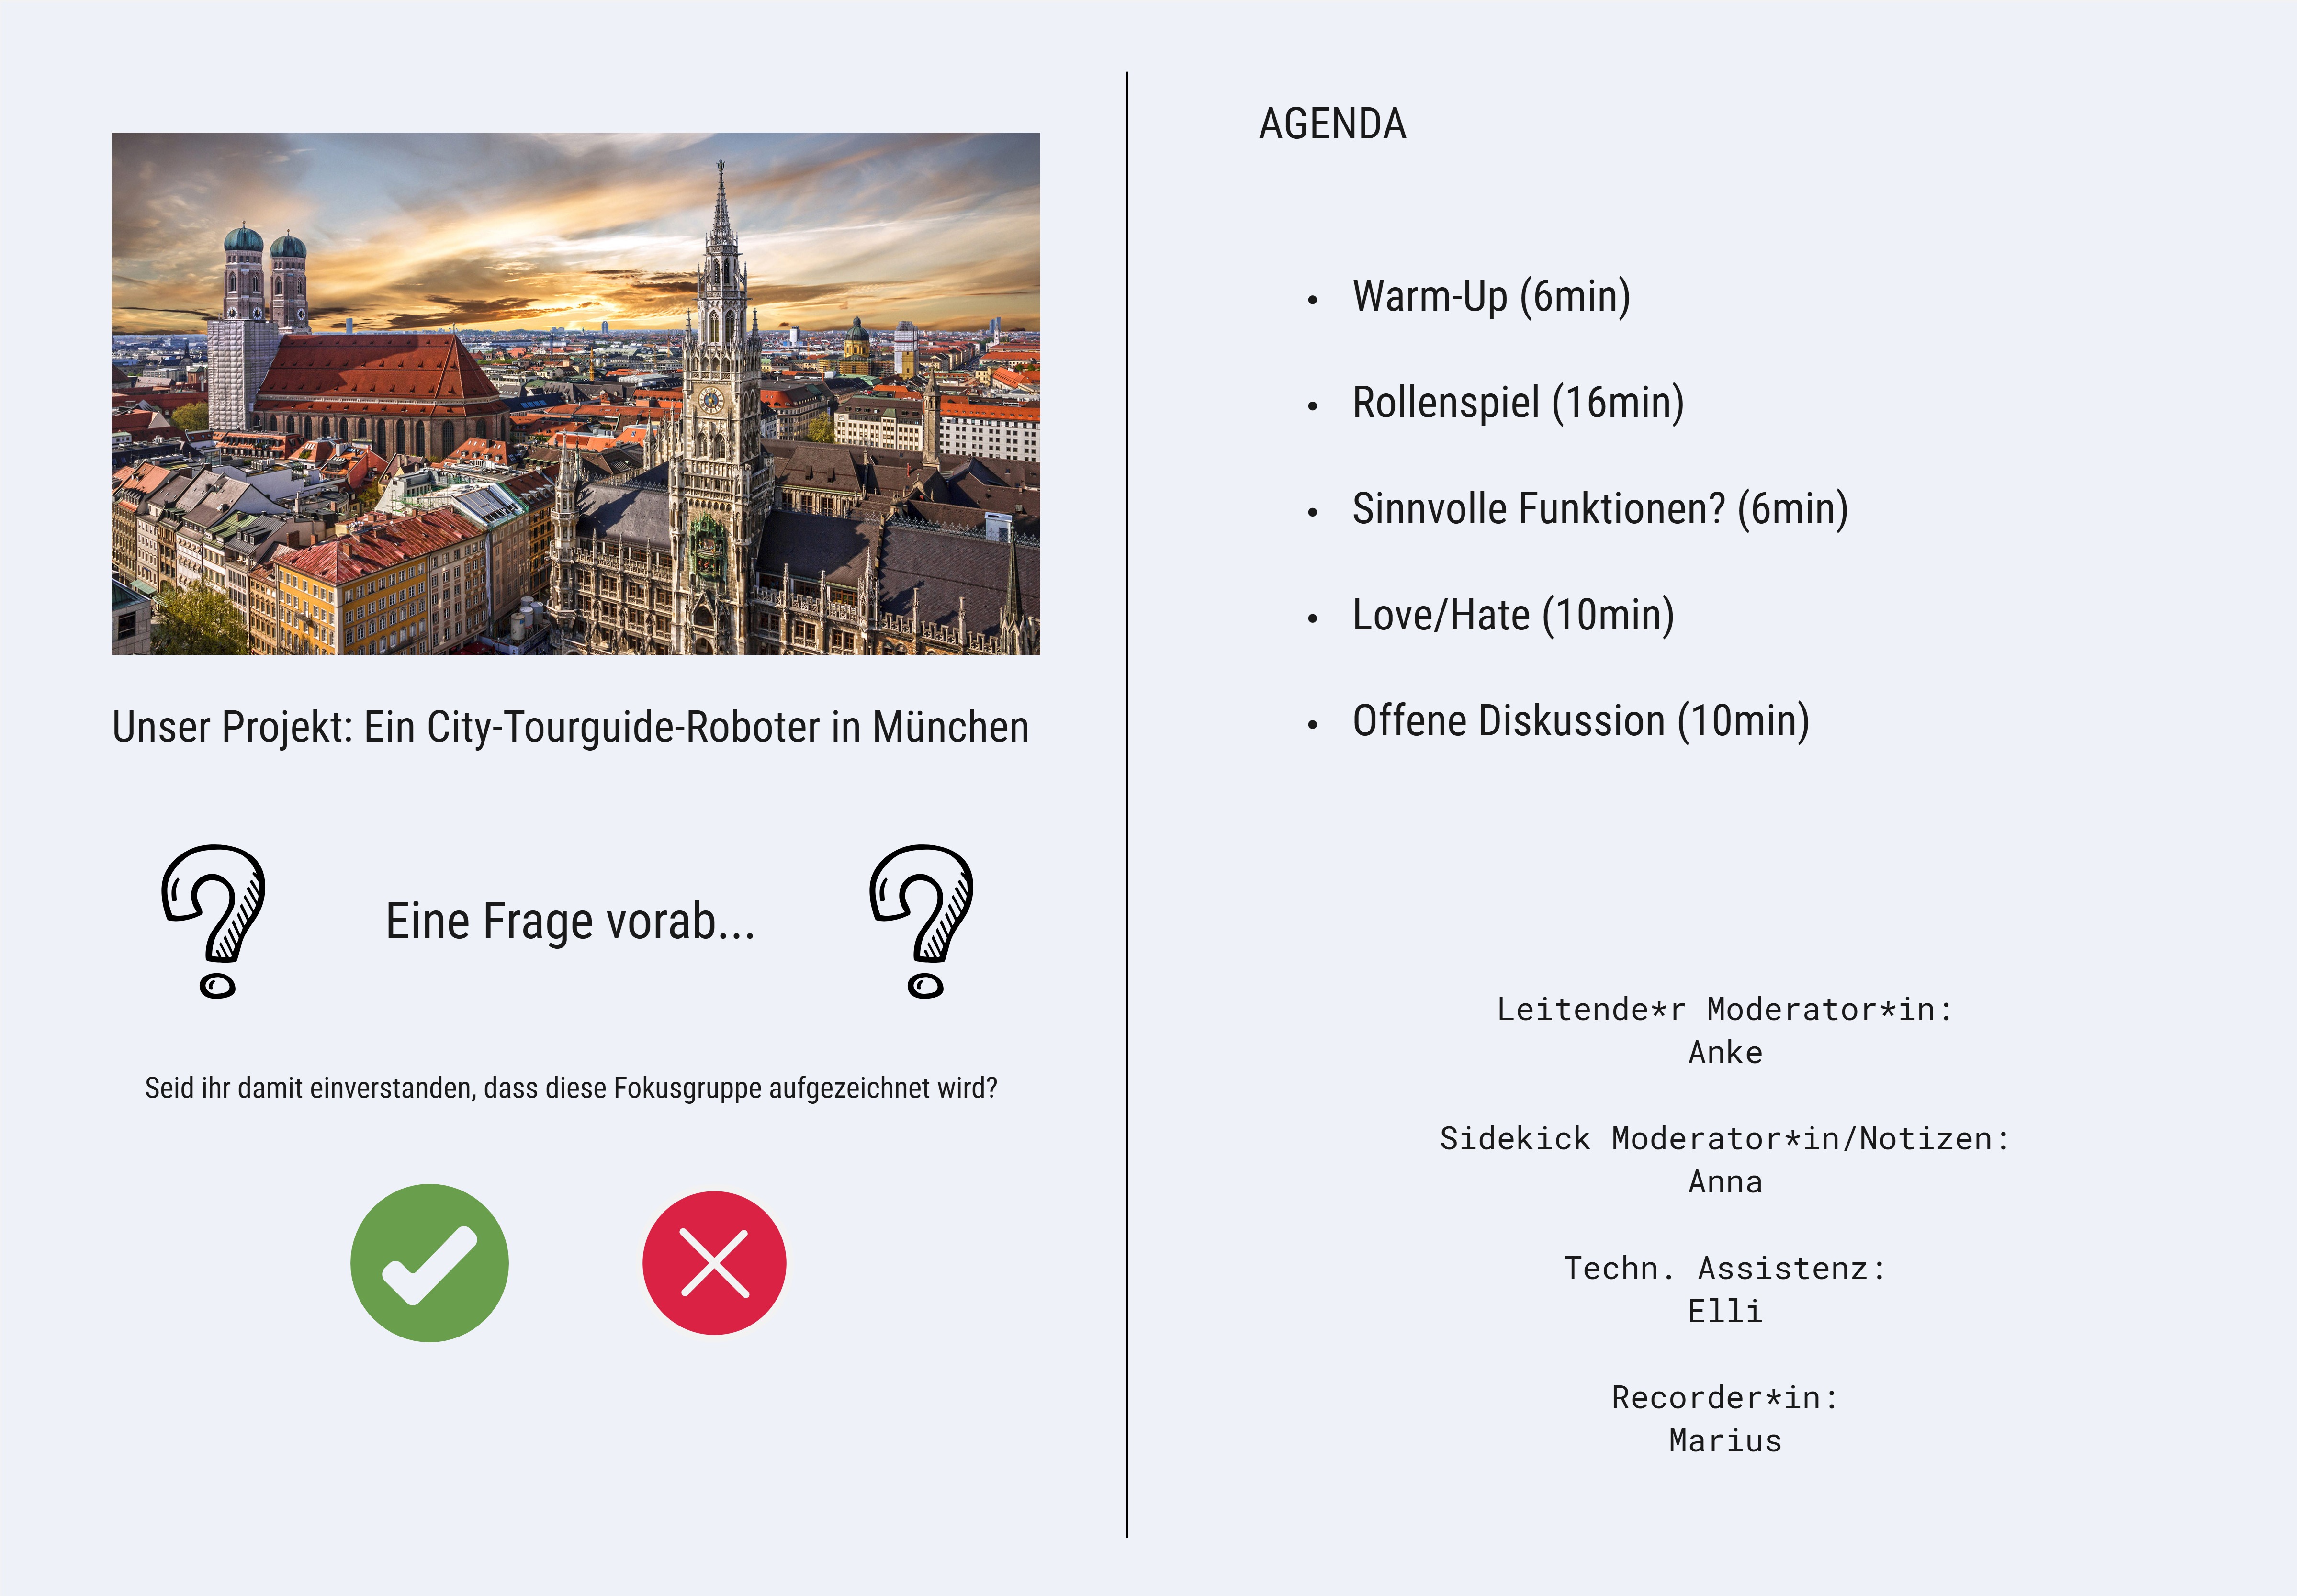 Unser Projekt: Ein City-Tourguide-Roboter in München
Eine Frage vorab...
Seid ihr damit einverstanden, dass diese Fokusgruppe aufgezeichnet wird?
AGENDA
• Warm-Up (6min)
• Rollenspiel (16min)
• Sinnvolle Funktionen? (6min)
• Love/Hate (10min)
• Offene Diskussion (10min)
Leitende*r Moderator*in:
Anke
Sidekick Moderator*in/Notizen:
Anna
Techn. Assistenz:
Elli
Recorder*in:
Marius